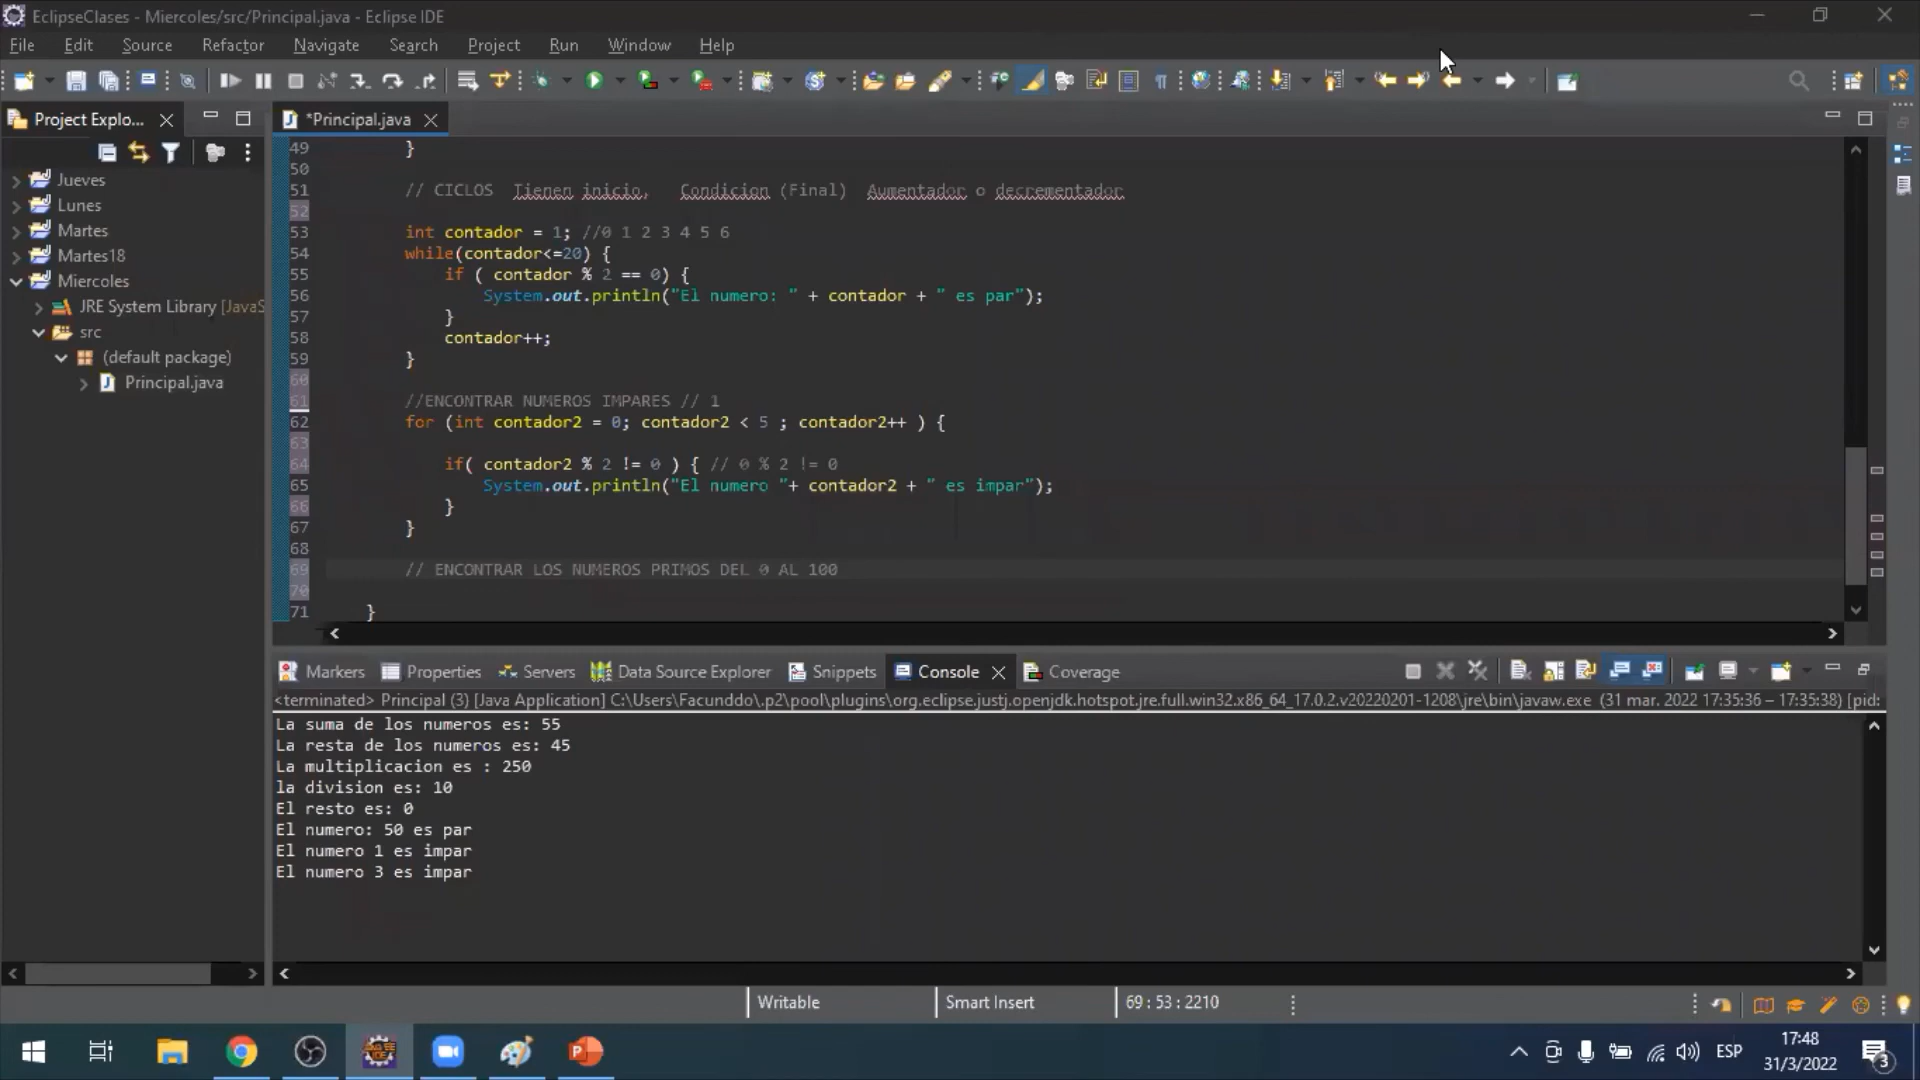 EclipseClases - Miercoles/src/Principal.java - Eclipse IDE
File Edit Source Refactor Navigate Search Project Run Window Help
Project Explo...
*Principal.java
Jueves
Lunes
Martes
Martes18
Miercoles
JRE System Library [JavaS
src
(default package)
Principal.java
49 }
50
51 // CICLOS Tienen inicio, Condicion (Final) Aumentador o decrementador
52
53 int contador = 1; //0 1 2 3 4 5 6
54 while(contador<=20) {
55 if ( contador % 2 == 0) {
56 System.out.println("El numero: " + contador + " es par");
57 }
58 contador++;
59 }
60
61 //ENCONTRAR NUMEROS IMPARES // 1
62 for (int contador2 = 0; contador2 < 5 ; contador2++ ) {
63
64 if( contador2 % 2 != 0 ) { // 0 % 2 != 0
65 System.out.println("El numero "+ contador2 + " es impar");
66 }
67 }
68
69 // ENCONTRAR LOS NUMEROS PRIMOS DEL 0 AL 100
70
71 }
Markers Properties Servers Data Source Explorer Snippets Console Coverage
<terminated> Principal (3) [Java Application] C:\Users\Facunddo\.p2\pool\plugins\org.eclipse.justj.openjdk.hotspot.jre.full.win32.x86_64_17.0.2.v20220201-1208\jre\bin\javaw.exe (31 mar. 2022 17:35:36 – 17:35:38) [pid:
La suma de los numeros es: 55
La resta de los numeros es: 45
La multiplicacion es : 250
la division es: 10
El resto es: 0
El numero: 50 es par
El numero 1 es impar
El numero 3 es impar
Writable Smart Insert 69 : 53 : 2210
ESP
17:48
31/3/2022
3